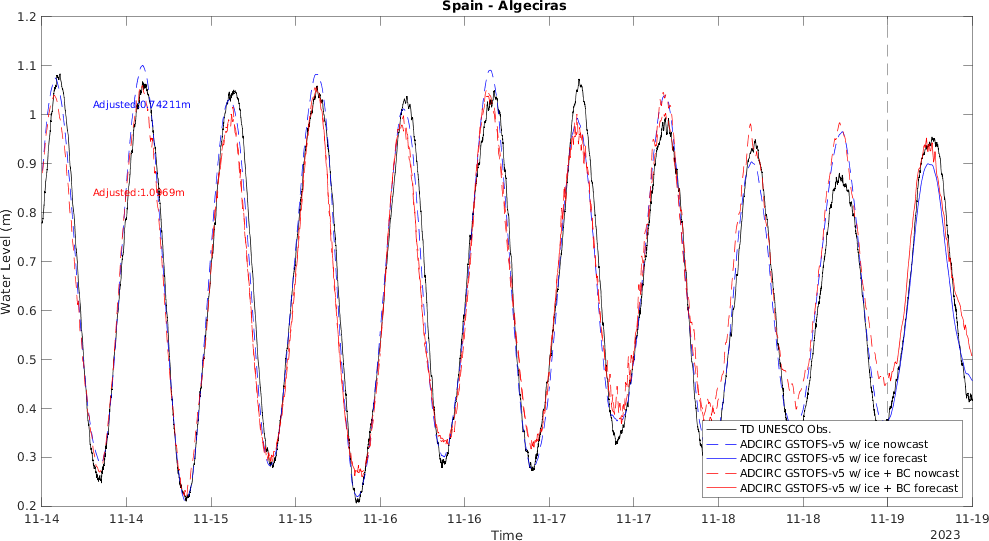 Spain - Algeciras
1.2
1.1
1
0.9
0.8
0.7
0.6
0.5
0.4
0.3
0.2
Water Level (m)
Adjusted:0.74211m
Adjusted:1.0969m
TD UNESCO Obs.
ADCIRC GSTOFS-v5 w/ ice nowcast
ADCIRC GSTOFS-v5 w/ ice forecast
ADCIRC GSTOFS-v5 w/ ice + BC nowcast
ADCIRC GSTOFS-v5 w/ ice + BC forecast
11-14 11-14 11-15 11-15 11-16 11-16 11-17 11-17 11-18 11-18 11-19 11-19
Time
2023